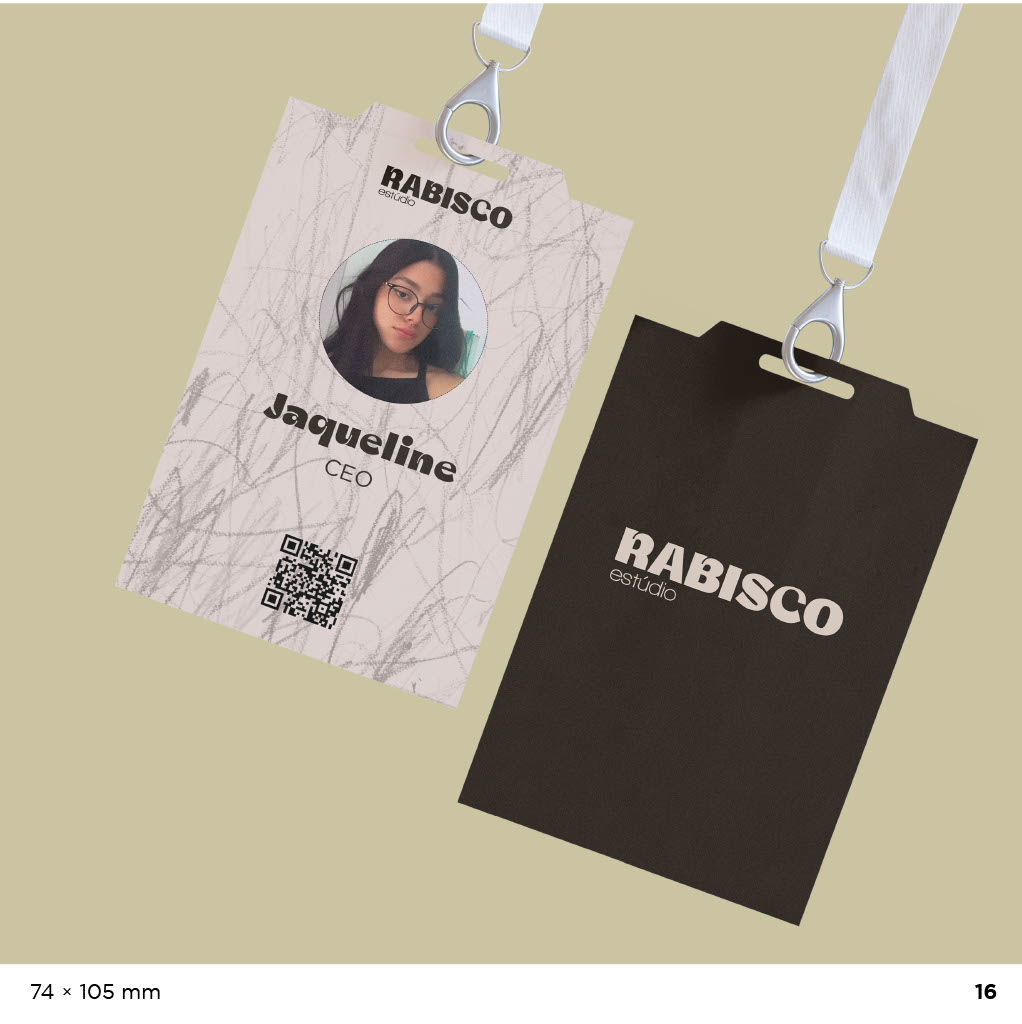 RABISCO
estúdio
Jaqueline
CEO
RABISCO
estúdio
74 × 105 mm
16